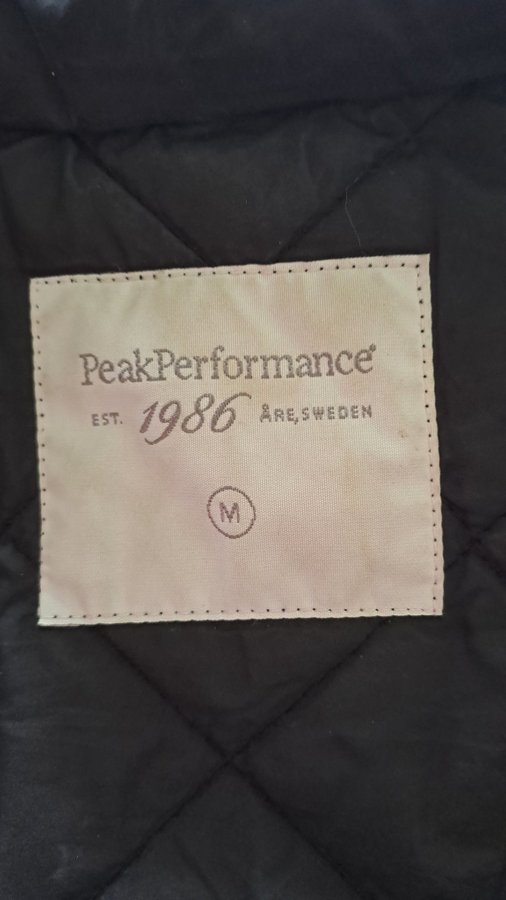 PeakPerformance®
EST. 1986 ÅRE, SWEDEN
M